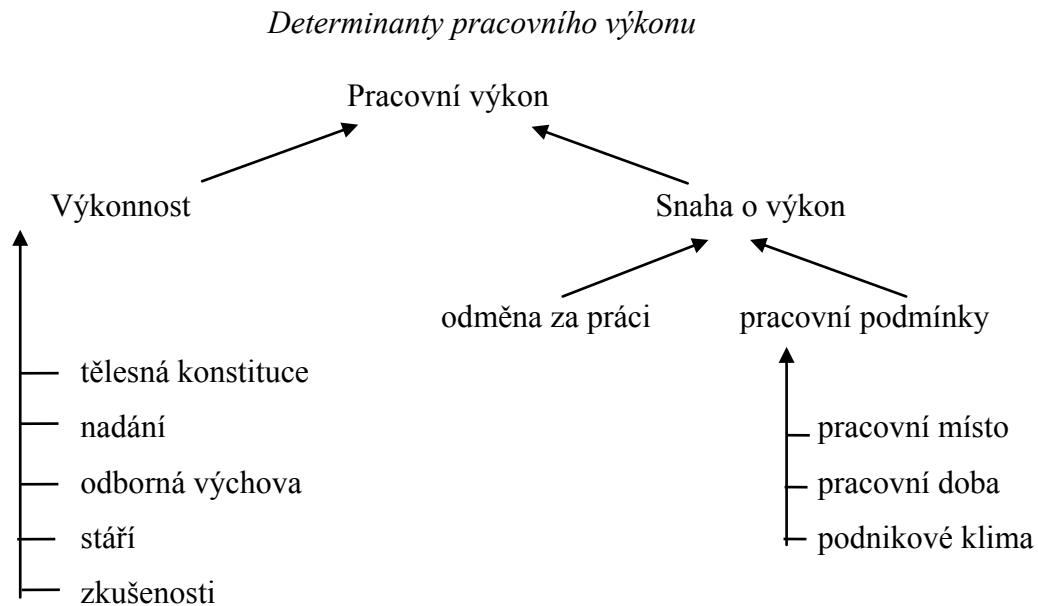 Determinanty pracovního výkonu
Pracovní výkon
Výkonnost
Snaha o výkon
odměna za práci
pracovní podmínky
tělesná konstituce
nadání
odborná výchova
stáří
zkušenosti
pracovní místo
pracovní doba
podnikové klima